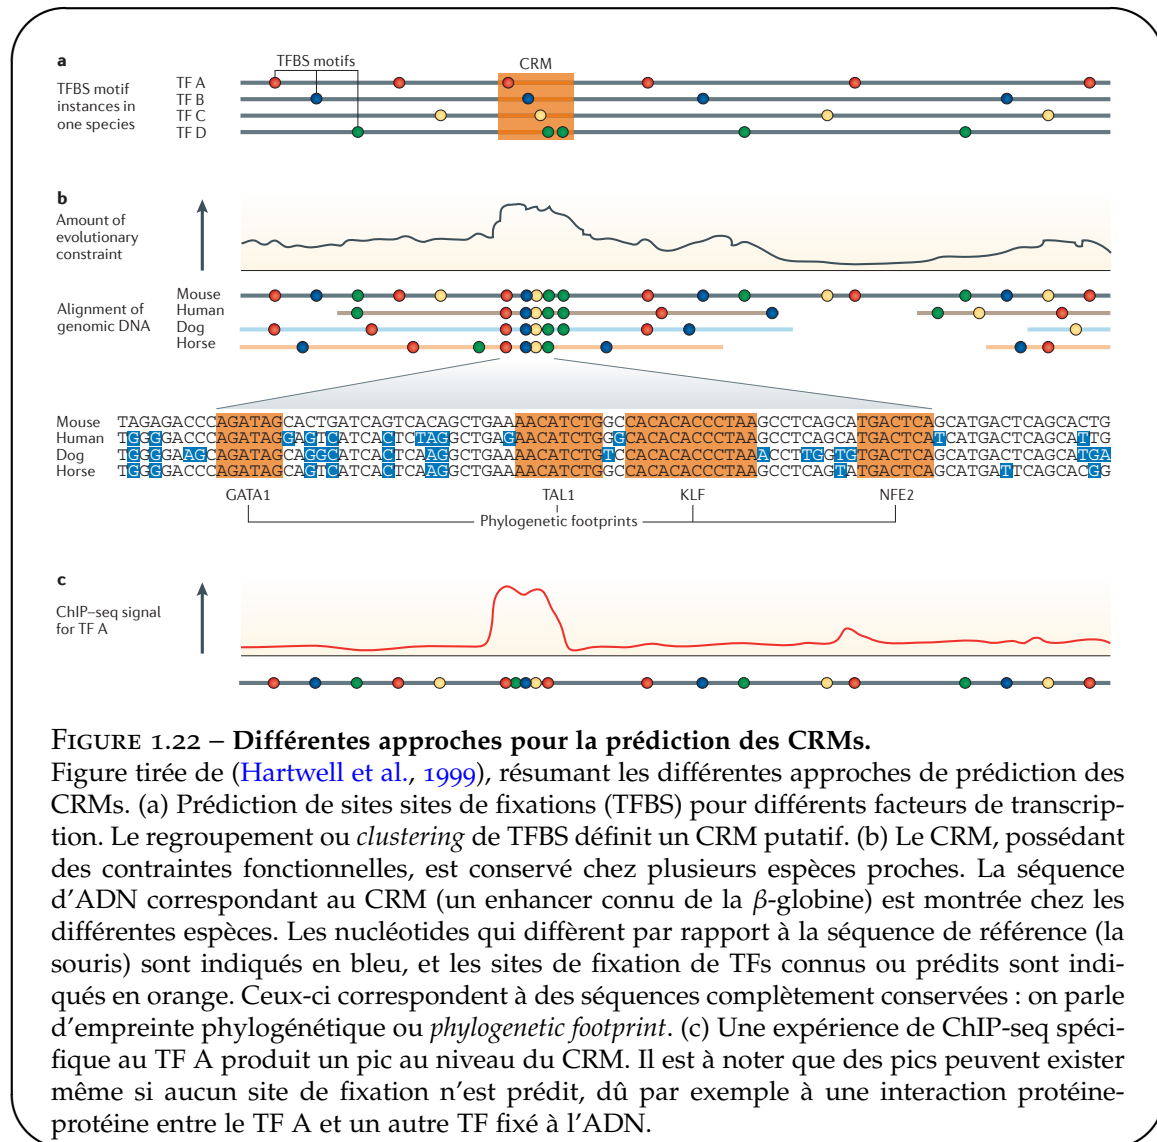 a
TFBS motifs
CRM
TFBS motif
instances in
one species
TF A
TF B
TF C
TF D
b
Amount of
evolutionary
constraint
Alignment of
genomic DNA
Mouse
Human
Dog
Horse
Mouse TAGAGACCCAGATAGCACTGATCAGTCACAGCTGAAAACATCTGGCCACACACCCTAAGCCTCAGCATGACTCAGCATGACTCAGCACTG
Human TGGGGACCCAGATAGGAGTCATCACTCTAGGCTGAGAACATCTGGGCACACACCCTAAGCCTCAGCATGACTCATCATGACTCAGCATTG
Dog TGGGGAAGCAGATAGCAGGCATCACTCAAGGCTGAAAACATCTGTCCACACACCCTAAACCTTGGTGTGACTCAGCATGACTCAGCATGA
Horse TGGGGACCCAGATAGCAGTCATCACTCAAGGCTGAAAACATCTGGCCACACACCCTAAGCCTCAGTATGACTCAGCATGATTCAGCACGG
GATA1
TAL1
KLF
NFE2
Phylogenetic footprints
c
ChIP–seq signal
for TF A
FIGURE 1.22 – Différentes approches pour la prédiction des CRMs.
Figure tirée de (Hartwell et al., 1999), résumant les différentes approches de prédiction des
CRMs. (a) Prédiction de sites sites de fixations (TFBS) pour différents facteurs de transcrip-
tion. Le regroupement ou clustering de TFBS définit un CRM putatif. (b) Le CRM, possédant
des contraintes fonctionnelles, est conservé chez plusieurs espèces proches. La séquence
d'ADN correspondant au CRM (un enhancer connu de la β-globine) est montrée chez les
différentes espèces. Les nucléotides qui diffèrent par rapport à la séquence de référence (la
souris) sont indiqués en bleu, et les sites de fixation de TFs connus ou prédits sont indi-
qués en orange. Ceux-ci correspondent à des séquences complètement conservées : on parle
d'empreinte phylogénétique ou phylogenetic footprint. (c) Une expérience de ChIP-seq spéci-
fique au TF A produit un pic au niveau du CRM. Il est à noter que des pics peuvent exister
même si aucun site de fixation n'est prédit, dû par exemple à une interaction protéine-
protéine entre le TF A et un autre TF fixé à l'ADN.